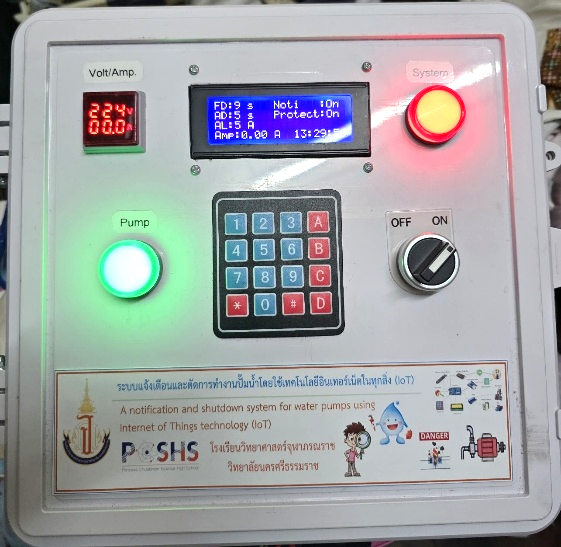 Volt/Amp.
System
224V
00.0A
FD:9 s Noti :On
AD:5 s Protect:On
AL:5 A
Amp:0.00 A 13:29:
Pump
OFF ON
1 2 3 A
4 5 6 B
7 8 9 C
* 0 # D
ระบบแจ้งเตือนและตัดการทำงานปั๊มน้ำโดยใช้เทคโนโลยีอินเทอร์เน็ตในทุกสิ่ง (IoT)
A notification and shutdown system for water pumps using
Internet of Things technology (IoT)
PCSHS
Princess Chulabhorn Science High School
โรงเรียนวิทยาศาสตร์จุฬาภรณราช
วิทยาลัยนครศรีธรรมราช
DANGER